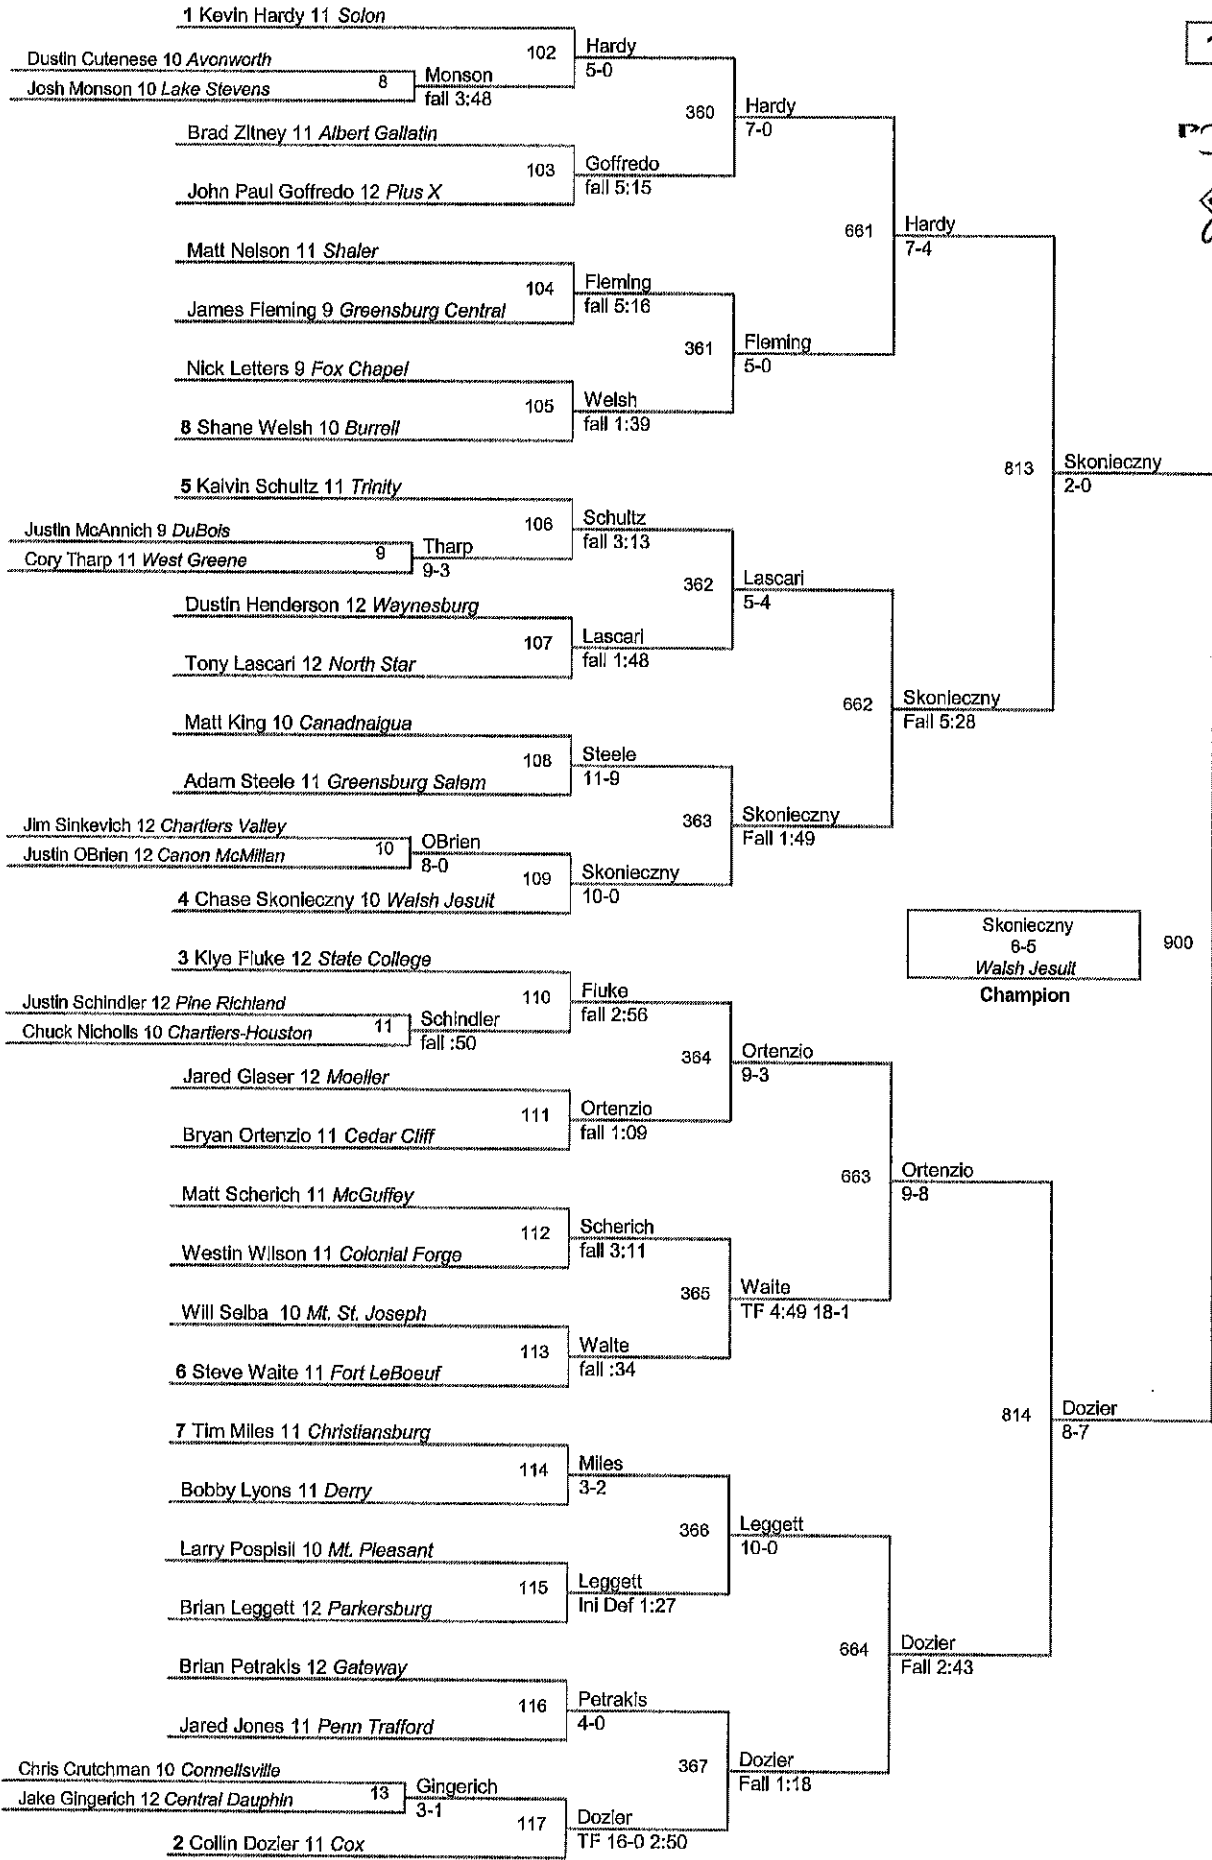 1 Kevin Hardy 11 Solon
102
Hardy
5-0
Dustin Cutenese 10 Avonworth
8
Josh Monson 10 Lake Stevens
Monson
fall 3:48
360
Hardy
7-0
Brad Zitney 11 Albert Gallatin
103
Goffredo
fall 5:15
John Paul Goffredo 12 Pius X
661
Hardy
7-4
Matt Nelson 11 Shaler
104
Fleming
fall 5:16
James Fleming 9 Greensburg Central
361
Fleming
5-0
Nick Letters 9 Fox Chapel
105
Welsh
fall 1:39
8 Shane Welsh 10 Burrell
813
Skonieczny
2-0
5 Kaivin Schultz 11 Trinity
106
Schultz
fall 3:13
Justin McAnnich 9 DuBois
9
Cory Tharp 11 West Greene
Tharp
9-3
362
Lascari
5-4
Dustin Henderson 12 Waynesburg
107
Lascari
fall 1:48
Tony Lascari 12 North Star
662
Skonieczny
Fall 5:28
Matt King 10 Canadnaigua
108
Steele
11-9
Adam Steele 11 Greensburg Salem
363
Skonieczny
Fall 1:49
Jim Sinkevich 12 Chartiers Valley
10
Justin OBrien 12 Canon McMillan
OBrien
8-0
109
Skonieczny
10-0
4 Chase Skonieczny 10 Walsh Jesuit
Skonieczny
6-5
Walsh Jesuit
900
Champion
3 Klye Fluke 12 State College
110
Fluke
fall 2:56
Justin Schindler 12 Pine Richland
11
Chuck Nicholls 10 Chartiers-Houston
Schindler
fall :50
364
Ortenzio
9-3
Jared Glaser 12 Moeller
111
Ortenzio
fall 1:09
Bryan Ortenzio 11 Cedar Cliff
663
Ortenzio
9-8
Matt Scherich 11 McGuffey
112
Scherich
fall 3:11
Westin Wilson 11 Colonial Forge
365
Waite
TF 4:49 18-1
Will Selba 10 Mt. St. Joseph
113
Waite
fall :34
6 Steve Waite 11 Fort LeBoeuf
814
Dozier
8-7
7 Tim Miles 11 Christiansburg
114
Miles
3-2
Bobby Lyons 11 Derry
366
Leggett
10-0
Larry Pospisil 10 Mt. Pleasant
115
Leggett
Inj Def 1:27
Brian Leggett 12 Parkersburg
664
Dozier
Fall 2:43
Brian Petrakis 12 Gateway
116
Petrakis
4-0
Jared Jones 11 Penn Trafford
367
Dozier
Fall 1:18
Chris Crutchman 10 Connellsville
13
Jake Gingerich 12 Central Dauphin
Gingerich
3-1
117
Dozier
TF 16-0 2:50
2 Collin Dozier 11 Cox